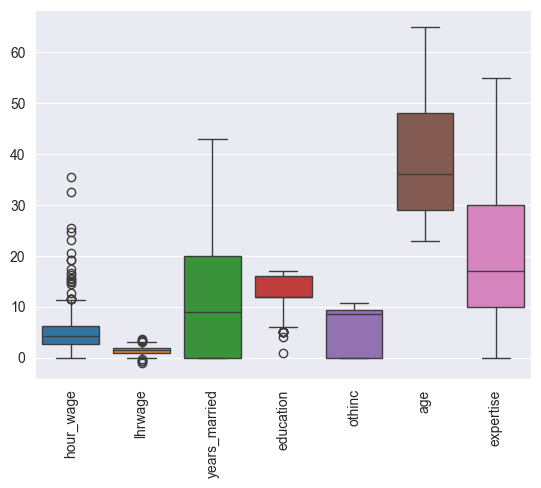 60
50
40
30
20
10
0
hour_wage
lhrwage
years_married
education
othinc
age
expertise